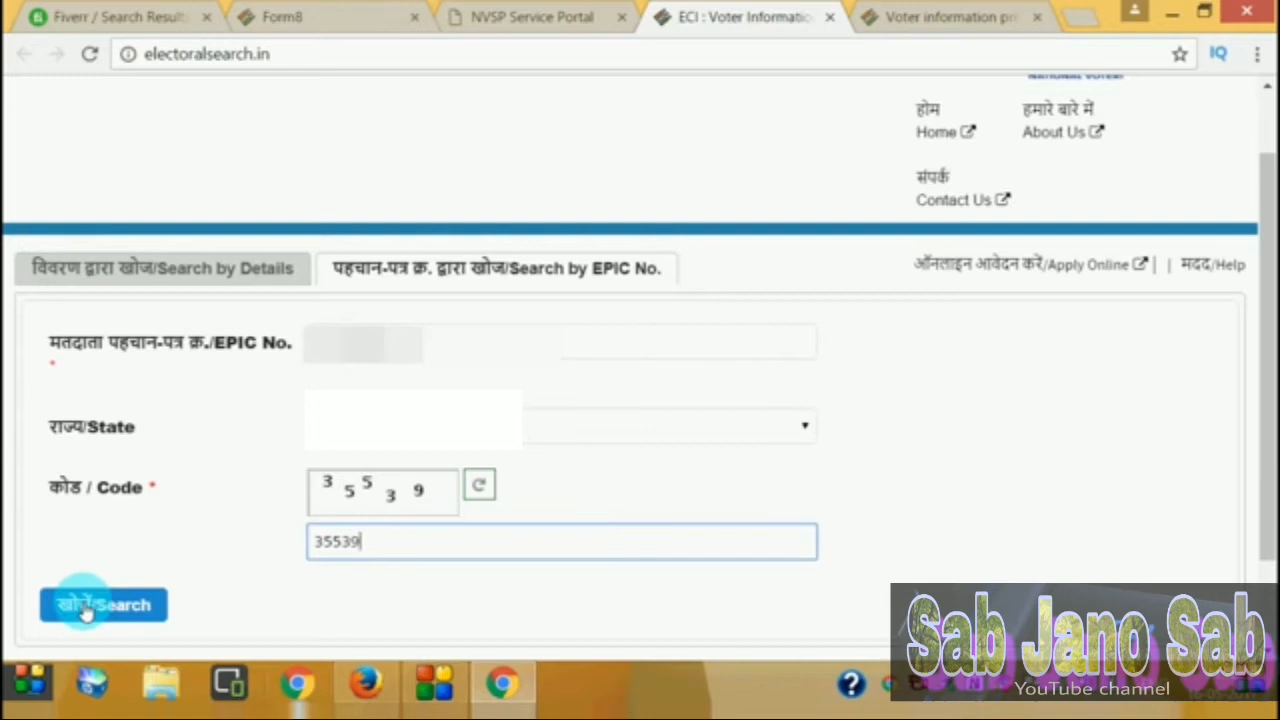 Fiverr / Search Results
Form8
NVSP Service Portal
ECI : Voter Informatio
Voter information pri
electoralsearch.in
होम
Home
हमारे बारे में
About Us
संपर्क
Contact Us
विवरण द्वारा खोज/Search by Details
पहचान-पत्र क्र. द्वारा खोज/Search by EPIC No.
ऑनलाइन आवेदन करें/Apply Online | | मदद/Help
मतदाता पहचान-पत्र क्र./EPIC No.
*
राज्य/State
कोड / Code *
3 5 5 3 9
35539
खोजें/Search
Sab Jano Sab
YouTube channel